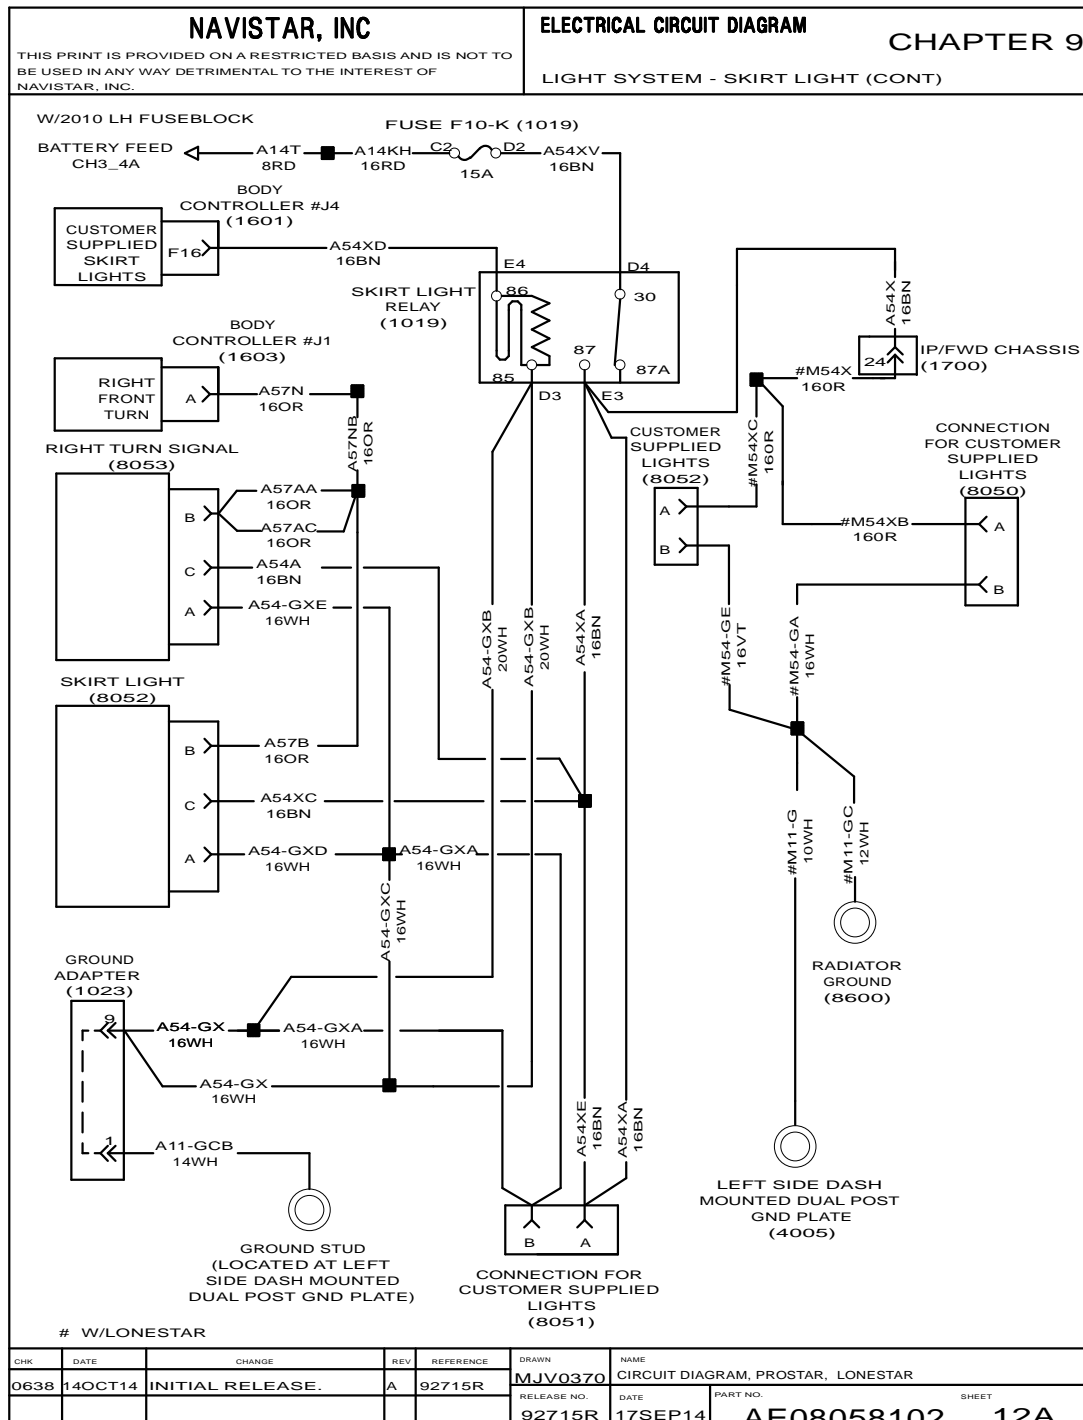 NAVISTAR, INC
THIS PRINT IS PROVIDED ON A RESTRICTED BASIS AND IS NOT TO
BE USED IN ANY WAY DETRIMENTAL TO THE INTEREST OF
NAVISTAR, INC.
ELECTRICAL CIRCUIT DIAGRAM
CHAPTER 9
LIGHT SYSTEM - SKIRT LIGHT (CONT)
W/2010 LH FUSEBLOCK
FUSE F10-K (1019)
BATTERY FEED
CH3_4A
A14T
8RD
A14KH
16RD
C2
D2
15A
A54XV
16BN
BODY
CONTROLLER #J4
(1601)
CUSTOMER
SUPPLIED
SKIRT
LIGHTS
F16
A54XD
16BN
E4
D4
SKIRT LIGHT
RELAY
(1019)
86
30
87
85
87A
D3
E3
A54X
16BN
24
IP/FWD CHASSIS
(1700)
#M54X
160R
BODY
CONTROLLER #J1
(1603)
RIGHT
FRONT
TURN
A
A57N
16OR
A57NB
16OR
#M54XC
160R
CUSTOMER
SUPPLIED
LIGHTS
(8052)
A
B
CONNECTION
FOR CUSTOMER
SUPPLIED
LIGHTS
(8050)
A
B
#M54XB
160R
RIGHT TURN SIGNAL
(8053)
B
C
A
A57AA
16OR
A57AC
16OR
A54A
16BN
A54-GXE
16WH
A54-GXB
20WH
A54-GXB
20WH
A54XA
16BN
#M54-GE
16VT
#M54-GA
16WH
SKIRT LIGHT
(8052)
B
C
A
A57B
16OR
A54XC
16BN
A54-GXD
16WH
A54-GXA
16WH
A54-GXC
16WH
#M11-G
10WH
#M11-GC
12WH
RADIATOR
GROUND
(8600)
GROUND
ADAPTER
(1023)
9
1
A54-GX
16WH
A54-GXA
16WH
A54-GX
16WH
A11-GCB
14WH
A54XE
16BN
A54XA
16BN
LEFT SIDE DASH
MOUNTED DUAL POST
GND PLATE
(4005)
GROUND STUD
(LOCATED AT LEFT
SIDE DASH MOUNTED
DUAL POST GND PLATE)
B
A
CONNECTION FOR
CUSTOMER SUPPLIED
LIGHTS
(8051)
# W/LONESTAR
CHK DATE CHANGE REV REFERENCE
0638 14OCT14 INITIAL RELEASE. A 92715R
DRAWN
MJV0370
NAME
CIRCUIT DIAGRAM, PROSTAR, LONESTAR
RELEASE NO.
92715R
DATE
17SEP14
PART NO.
AE08058102
SHEET
12A